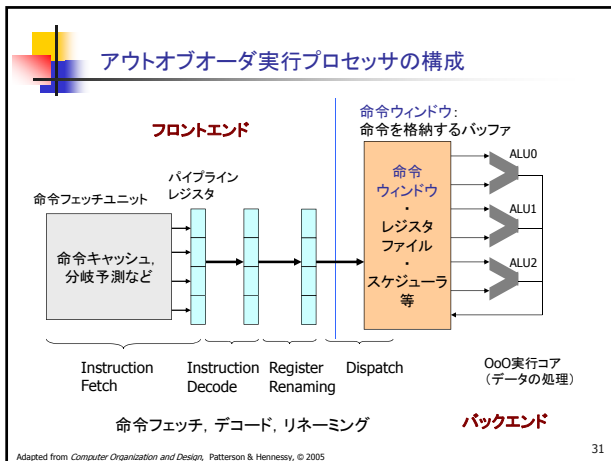 アウトオブオーダ実行プロセッサの構成
フロントエンド
命令ウィンドウ:
命令を格納するバッファ
パイプライン
レジスタ
命令フェッチユニット
命令キャッシュ,
分岐予測など
命令
ウィンドウ
・
レジスタ
ファイル
・
スケジューラ
等
ALU0
ALU1
ALU2
Instruction
Fetch
Instruction
Decode
Register
Renaming
Dispatch
OoO実行コア
(データの処理)
命令フェッチ, デコード, リネーミング
バックエンド
Adapted from Computer Organization and Design, Patterson & Hennessy, © 2005
31